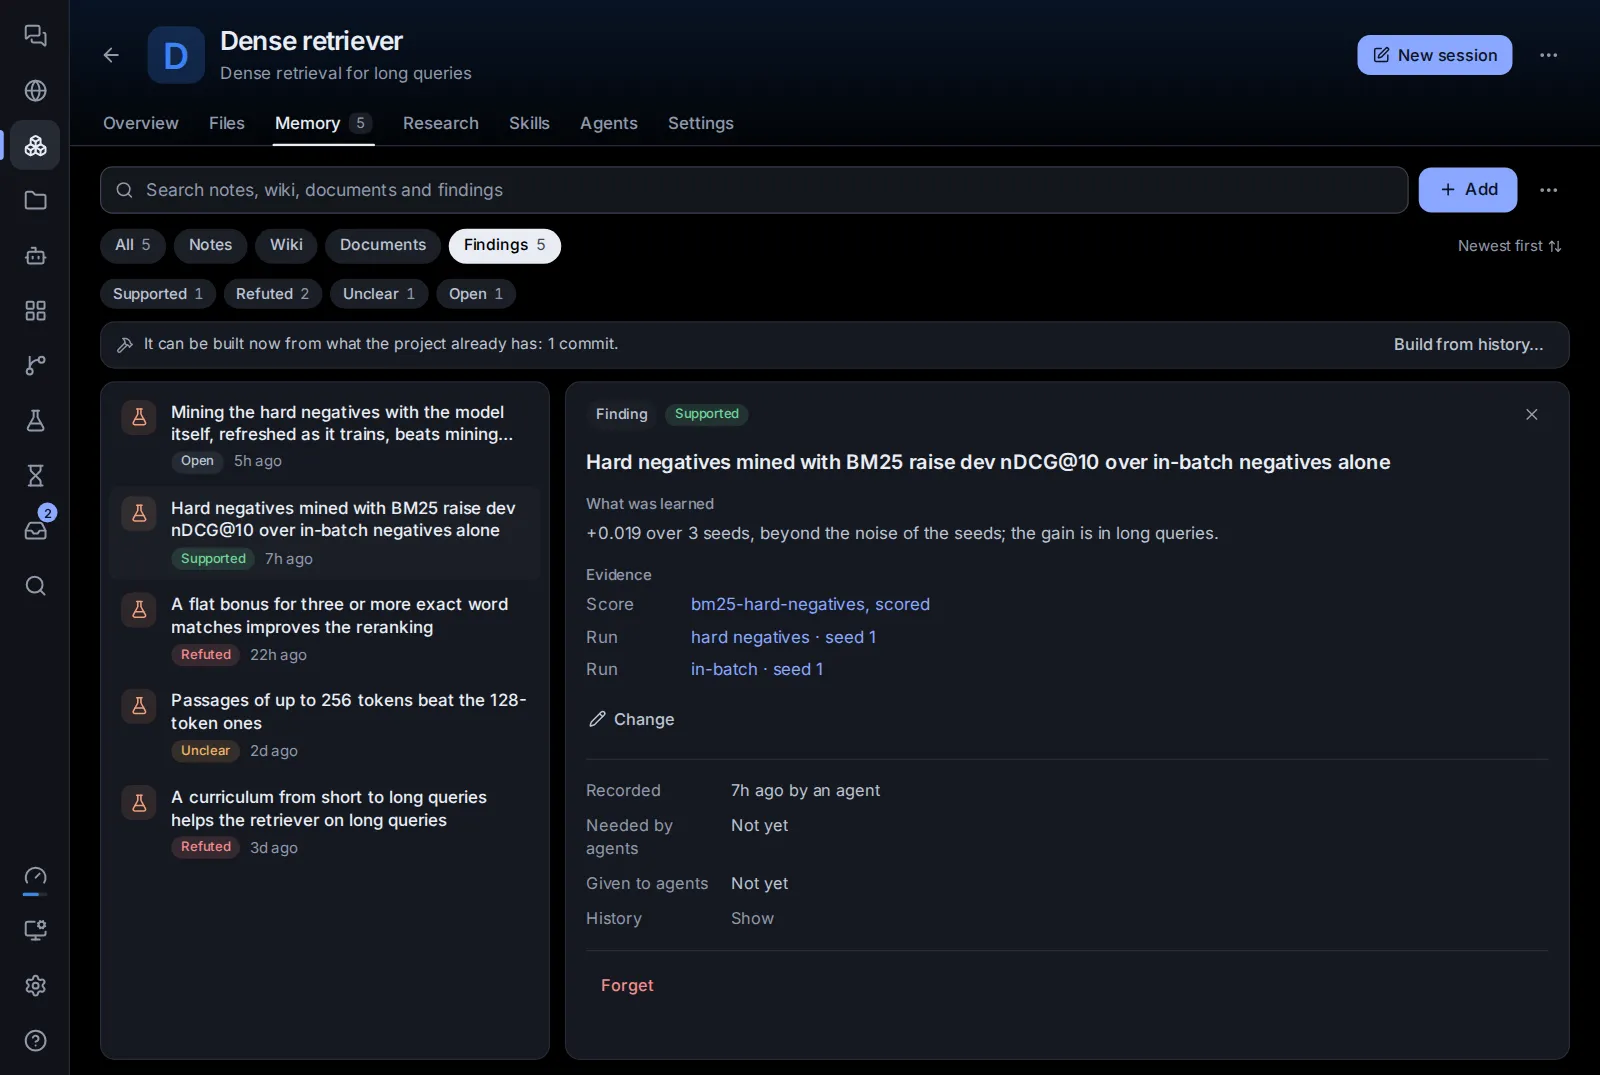 D
Dense retriever
Dense retrieval for long queries
New session
Overview
Files
Memory 5
Research
Skills
Agents
Settings
Search notes, wiki, documents and findings
Add
All 5
Notes
Wiki
Documents
Findings 5
Newest first
Supported 1
Refuted 2
Unclear 1
Open 1
It can be built now from what the project already has: 1 commit.
Build from history...
Mining the hard negatives with the model
itself, refreshed as it trains, beats mining...
Open 5h ago
Hard negatives mined with BM25 raise dev
nDCG@10 over in-batch negatives alone
Supported 7h ago
A flat bonus for three or more exact word
matches improves the reranking
Refuted 22h ago
Passages of up to 256 tokens beat the 128-
token ones
Unclear 2d ago
A curriculum from short to long queries
helps the retriever on long queries
Refuted 3d ago
Finding Supported
Hard negatives mined with BM25 raise dev nDCG@10 over in-batch negatives alone
What was learned
+0.019 over 3 seeds, beyond the noise of the seeds; the gain is in long queries.
Evidence
Score bm25-hard-negatives, scored
Run hard negatives · seed 1
Run in-batch · seed 1
Change
Recorded 7h ago by an agent
Needed by agents Not yet
Given to agents Not yet
History Show
Forget
2